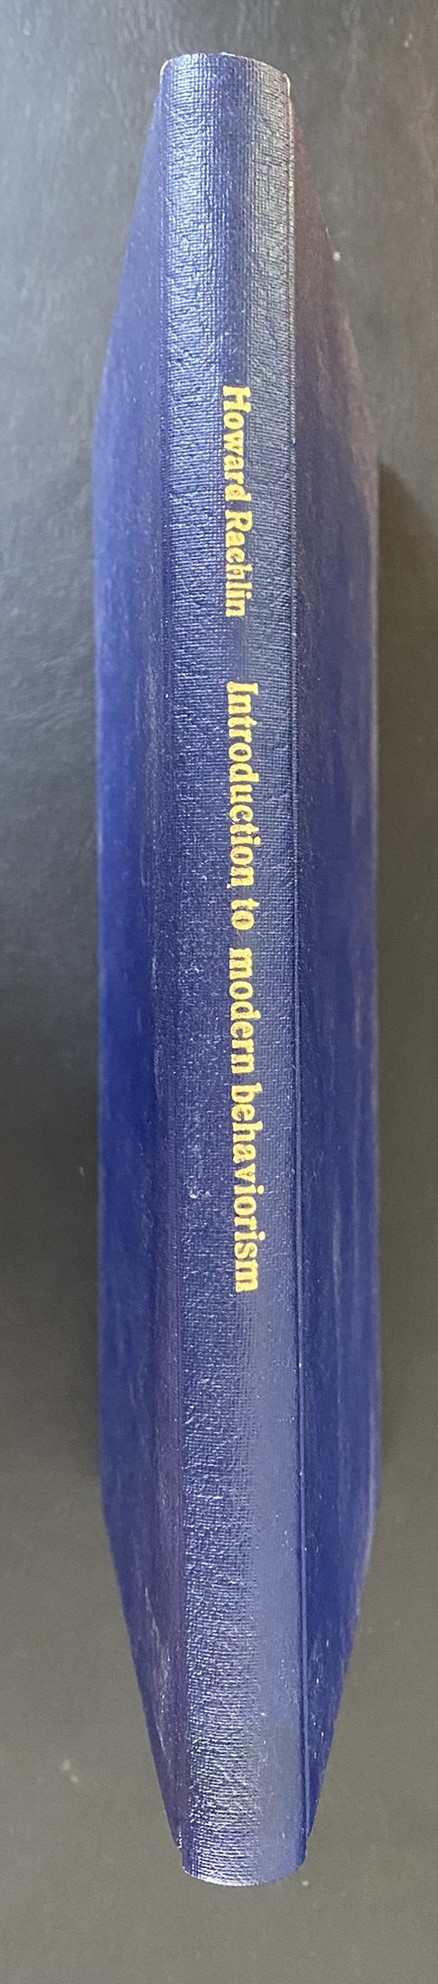 Howard Rachlin Introduction to modern behaviorism